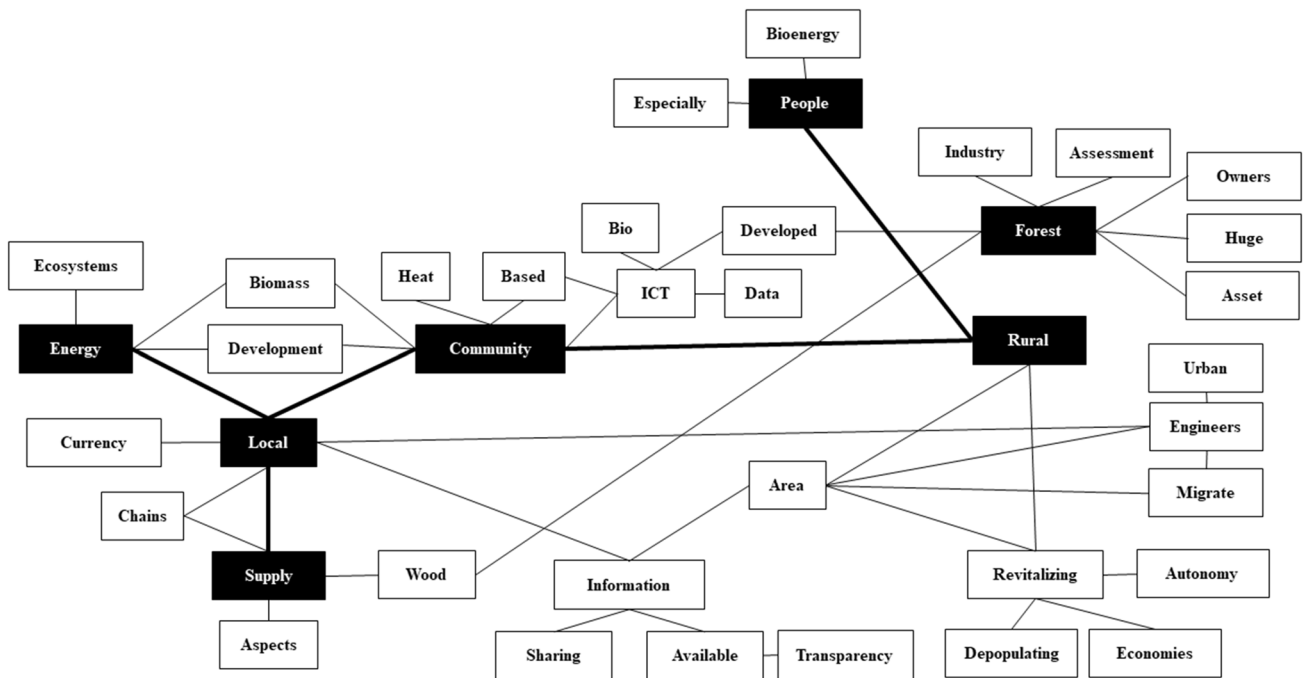 Bioenergy
Especially
People
Industry
Assessment
Owners
Bio
Developed
Forest
Huge
Ecosystems
Biomass
Heat
Based
ICT
Data
Asset
Energy
Development
Community
Rural
Urban
Currency
Local
Engineers
Area
Migrate
Chains
Supply
Wood
Information
Revitalizing
Autonomy
Aspects
Sharing
Available
Transparency
Depopulating
Economies